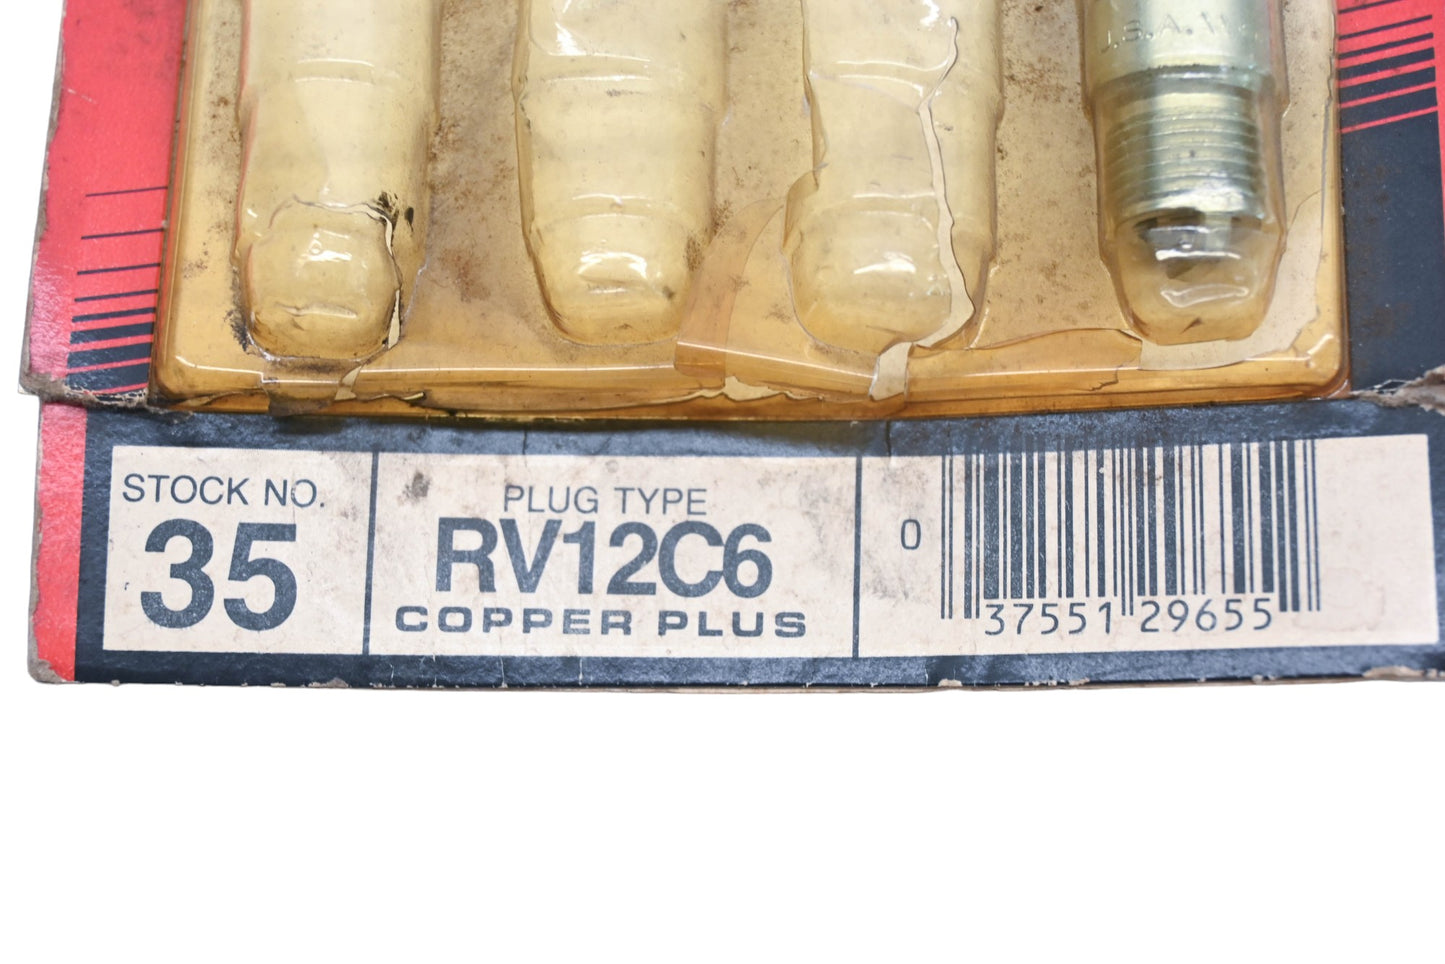 U.S.A.
STOCK NO.
35
PLUG TYPE
RV12C6
COPPER PLUS
0 37551 29655